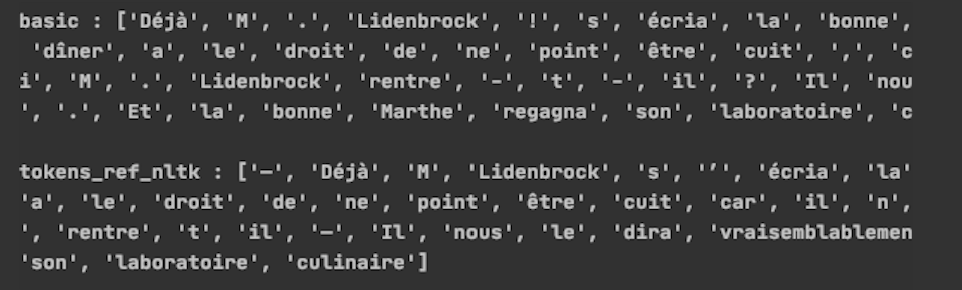 basic : ['Déjà', 'M', '.', 'Lidenbrock', '!', 's', 'écria', 'la', 'bonne',
'dîner', 'a', 'le', 'droit', 'de', 'ne', 'point', 'être', 'cuit', ',', 'c
i', 'M', '.', 'Lidenbrock', 'rentre', '-', 't', '-', 'il', '?', 'Il', 'nou
', '.', 'Et', 'la', 'bonne', 'Marthe', 'regagna', 'son', 'laboratoire', 'c

tokens_ref_nltk : ['—', 'Déjà', 'M', 'Lidenbrock', 's', '’', 'écria', 'la'
'a', 'le', 'droit', 'de', 'ne', 'point', 'être', 'cuit', 'car', 'il', 'n',
', 'rentre', 't', 'il', '—', 'Il', 'nous', 'le', 'dira', 'vraisemblablemen
'son', 'laboratoire', 'culinaire']